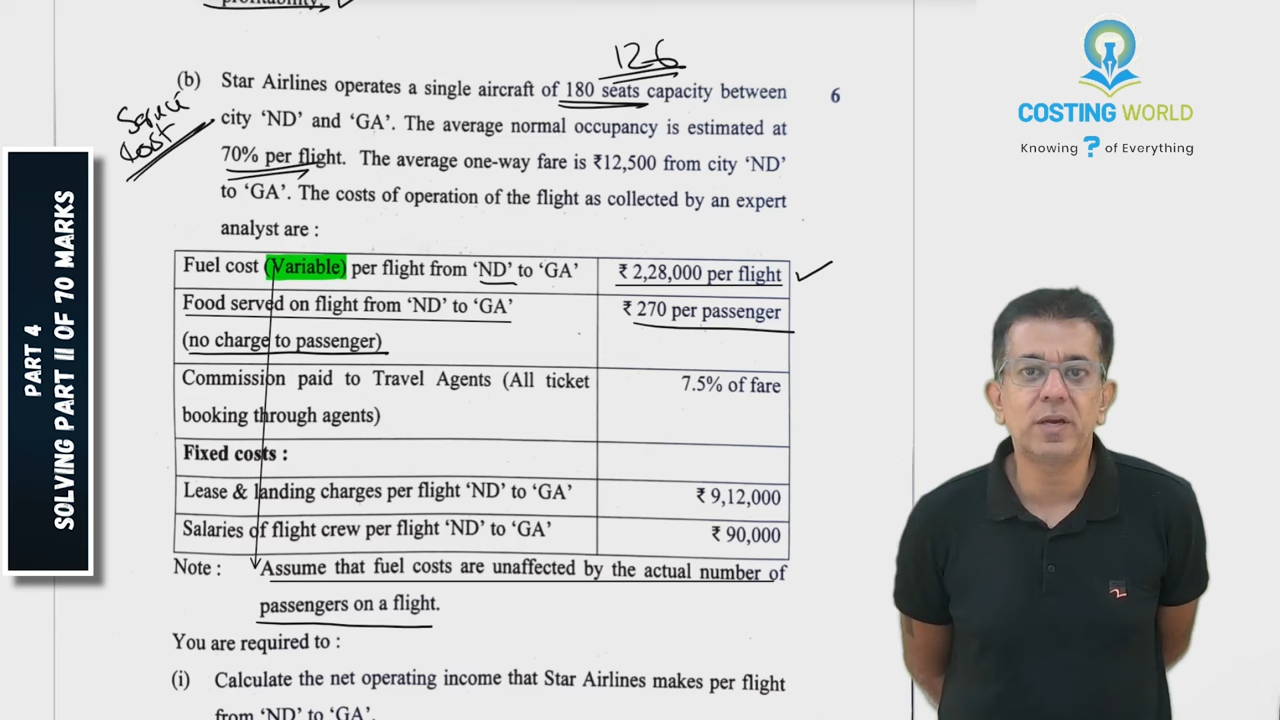 profitability.
12-6
(b) Star Airlines operates a single aircraft of 180 seats capacity between 6
city ‘ND’ and ‘GA’. The average normal occupancy is estimated at
70% per flight. The average one-way fare is ₹12,500 from city ‘ND’
to ‘GA’. The costs of operation of the flight as collected by an expert
analyst are :
Service
Cost
Fuel cost (Variable) per flight from ‘ND’ to ‘GA’ ₹ 2,28,000 per flight
Food served on flight from ‘ND’ to ‘GA’ ₹ 270 per passenger
(no charge to passenger)
Commission paid to Travel Agents (All ticket 7.5% of fare
booking through agents)
Fixed costs :
Lease & landing charges per flight ‘ND’ to ‘GA’ ₹ 9,12,000
Salaries of flight crew per flight ‘ND’ to ‘GA’ ₹ 90,000
Note : Assume that fuel costs are unaffected by the actual number of
passengers on a flight.
You are required to :
(i) Calculate the net operating income that Star Airlines makes per flight
from ‘ND’ to ‘GA’.
PART 4
SOLVING PART II OF 70 MARKS
COSTING WORLD
Knowing ? of Everything